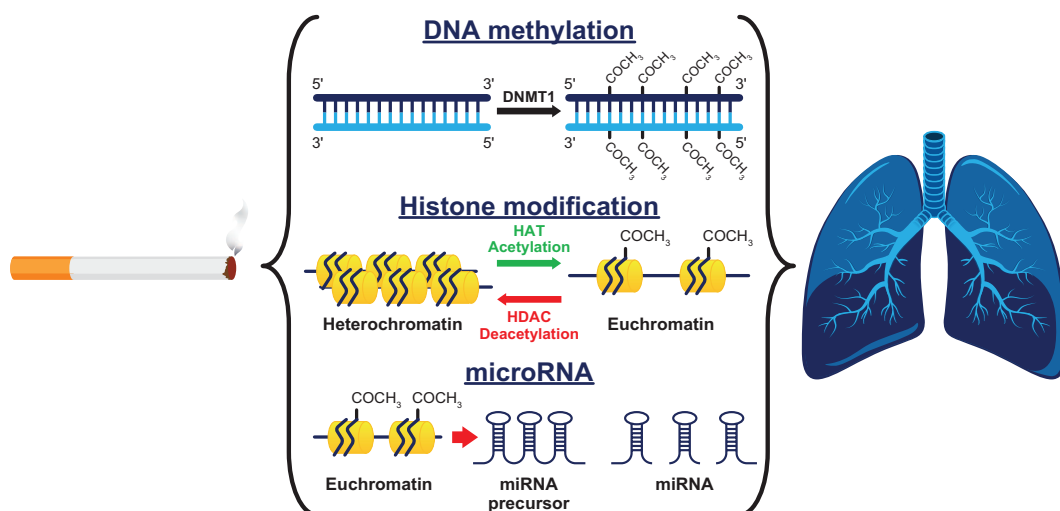 DNA methylation
COCH3 COCH3 COCH3 COCH3
5' 3' DNMT1 5' 3'
3' 5' 3' 5'
COCH3 COCH3 COCH3 COCH3
Histone modification
HAT
Acetylation
COCH3 COCH3
Heterochromatin
HDAC
Deacetylation
Euchromatin
microRNA
COCH3 COCH3
Euchromatin
miRNA
precursor
miRNA